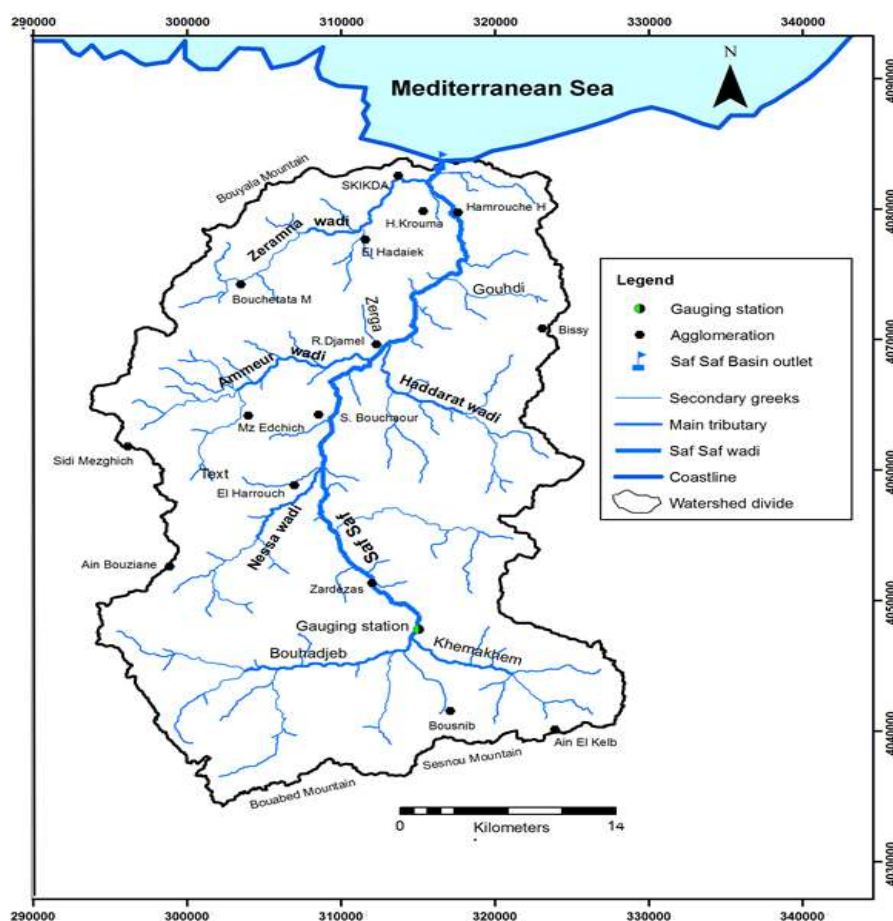 290000 300000 310000 320000 330000 340000
4090000
4080000
4070000
4060000
4050000
4040000
4030000
N
Mediterranean Sea
Bouyala Mountain
SKIKDA
Zeramna wadi
H.Krouma
Hamrouche H
El Hadaiek
Bouchetata M
Gouhdi
Zerga
Bissy
R.Djamel
Ammeur wadi
Haddarat wadi
Mz Edchich
S. Bouchaour
Sidi Mezghich
Text
El Harrouch
Nessa wadi
Saf Saf
Ain Bouziane
Zardezas
Gauging station
Bouhadjeb
Khemakhem
Bousnib
Ain El Kelb
Sesnou Mountain
Bouabed Mountain
Legend
Gauging station
Agglomeration
Saf Saf Basin outlet
Secondary greeks
Main tributary
Saf Saf wadi
Coastline
Watershed divide
0 Kilometers 14
290000 300000 310000 320000 330000 340000